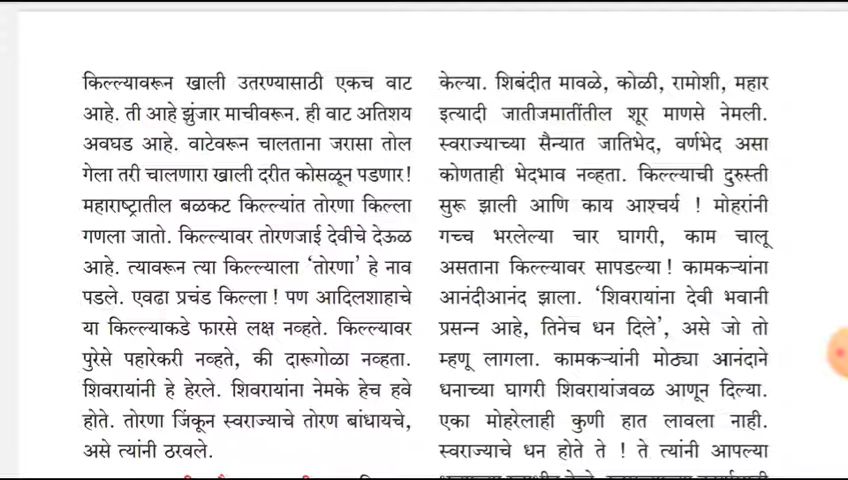 किल्ल्यावरून खाली उतरण्यासाठी एकच वाट
आहे. ती आहे झुंजार माचीवरून. ही वाट अतिशय
अवघड आहे. वाटेवरून चालताना जरासा तोल
गेला तरी चालणारा खाली दरीत कोसळून पडणार!
महाराष्ट्रातील बळकट किल्ल्यांत तोरणा किल्ला
गणला जातो. किल्ल्यावर तोरणजाई देवीचे देऊळ
आहे. त्यावरून त्या किल्ल्याला ‘तोरणा’ हे नाव
पडले. एवढा प्रचंड किल्ला! पण आदिलशाहाचे
या किल्ल्याकडे फारसे लक्ष नव्हते. किल्ल्यावर
पुरेसे पहारेकरी नव्हते, की दारूगोळा नव्हता.
शिवरायांनी हे हेरले. शिवरायांना नेमके हेच हवे
होते. तोरणा जिंकून स्वराज्याचे तोरण बांधायचे,
असे त्यांनी ठरवले.
केल्या. शिबंदीत मावळे, कोळी, रामोशी, महार
इत्यादी जातीजमातींतील शूर माणसे नेमली.
स्वराज्याच्या सैन्यात जातिभेद, वर्णभेद असा
कोणताही भेदभाव नव्हता. किल्ल्याची दुरुस्ती
सुरू झाली आणि काय आश्चर्य ! मोहरांनी
गच्च भरलेल्या चार घागरी, काम चालू
असताना किल्ल्यावर सापडल्या! कामकऱ्यांना
आनंदीआनंद झाला. ‘शिवरायांना देवी भवानी
प्रसन्न आहे, तिनेच धन दिले’, असे जो तो
म्हणू लागला. कामकऱ्यांनी मोठ्या आनंदाने
धनाच्या घागरी शिवरायांजवळ आणून दिल्या.
एका मोहरेलाही कुणी हात लावला नाही.
स्वराज्याचे धन होते ते ! ते त्यांनी आपल्या